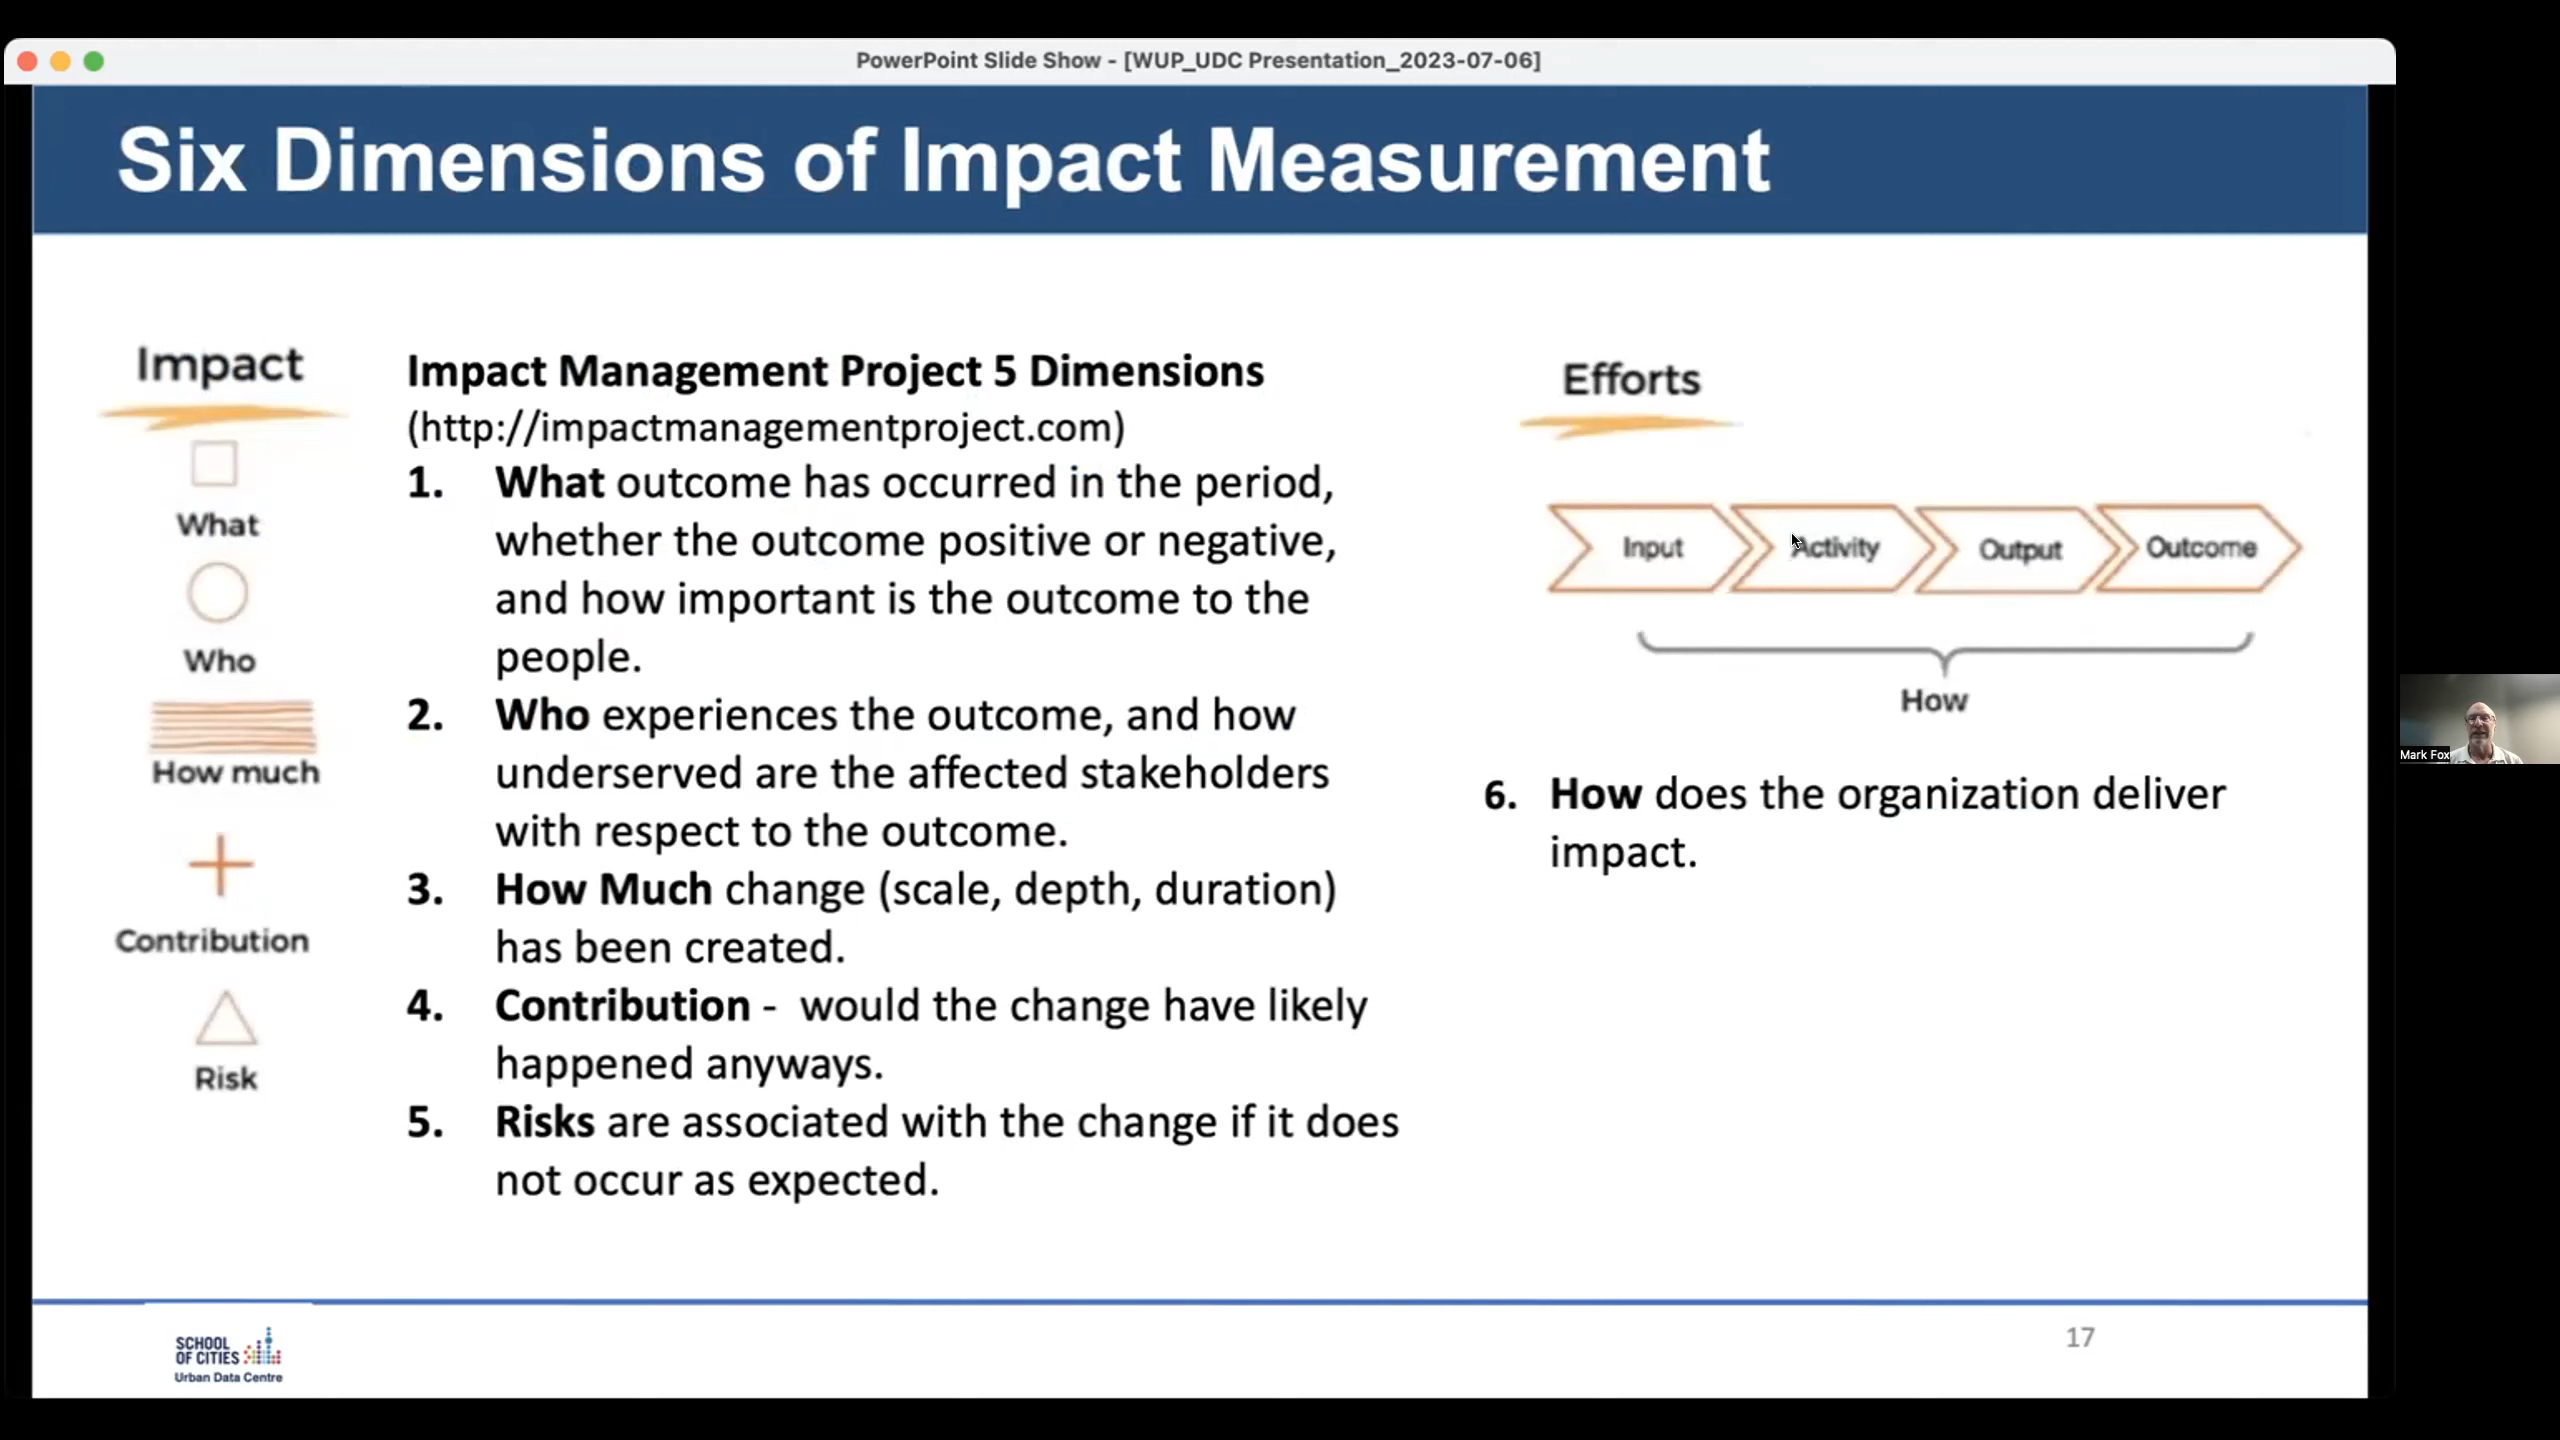 PowerPoint Slide Show - [WUP_UDC Presentation_2023-07-06]
Six Dimensions of Impact Measurement
Impact
What
Who
How much
Contribution
Risk
Impact Management Project 5 Dimensions
(http://impactmanagementproject.com)
1. What outcome has occurred in the period,
whether the outcome positive or negative,
and how important is the outcome to the
people.
2. Who experiences the outcome, and how
underserved are the affected stakeholders
with respect to the outcome.
3. How Much change (scale, depth, duration)
has been created.
4. Contribution - would the change have likely
happened anyways.
5. Risks are associated with the change if it does
not occur as expected.
Efforts
Input Activity Output Outcome
How
6. How does the organization deliver
impact.
Mark Fox
SCHOOL
OF CITIES
Urban Data Centre
17